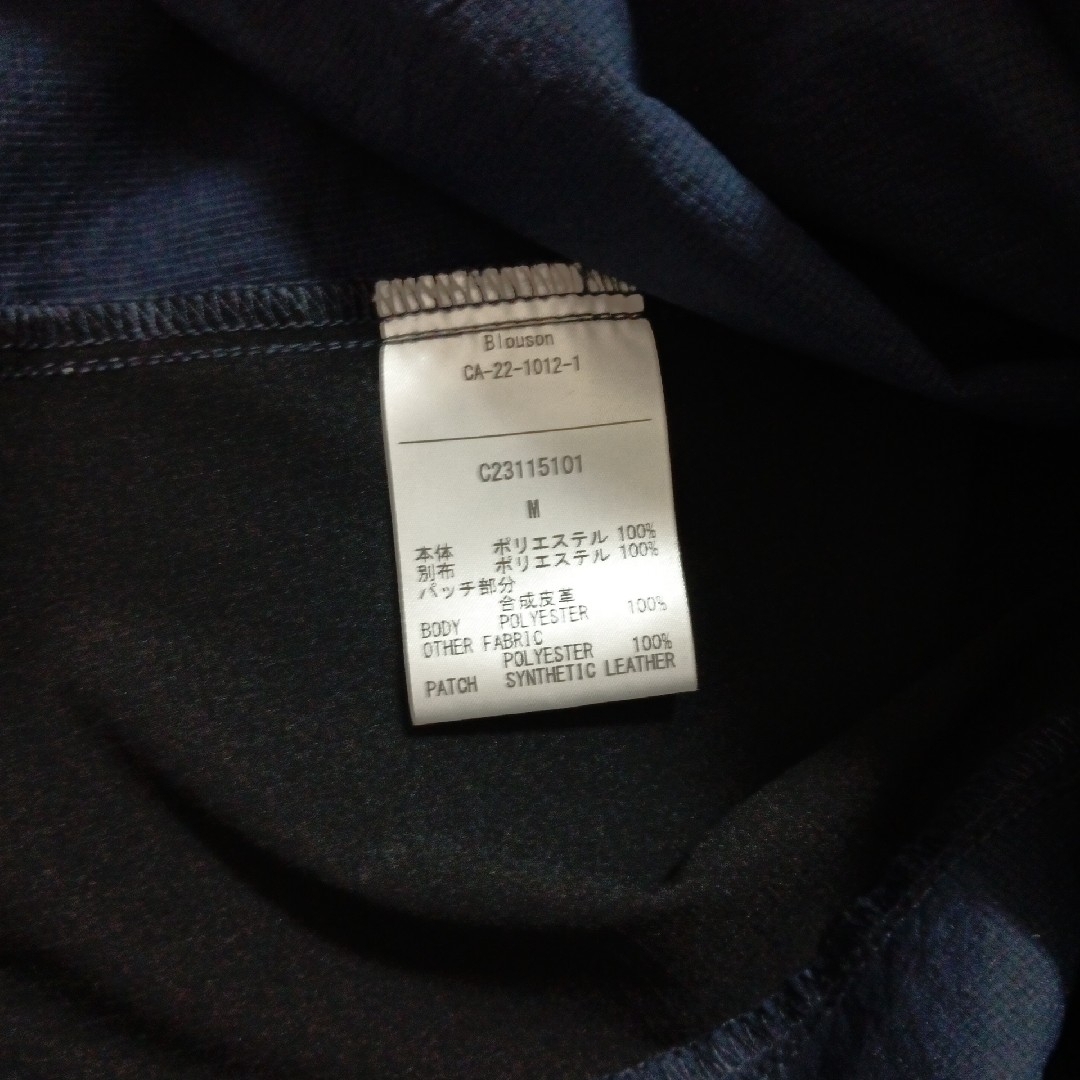 Blouson
CA-22-1012-1
C23115101
M
本体 ポリエステル 100%
別布 ポリエステル 100%
パッチ部分
合成皮革
BODY POLYESTER 100%
OTHER FABRIC
POLYESTER 100%
PATCH SYNTHETIC LEATHER